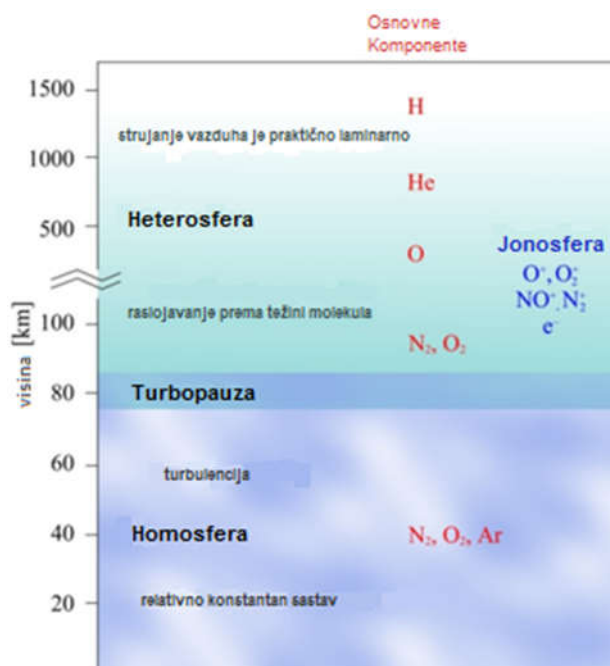 Osnovne
Komponente
1500
H
strujanje vazduha je praktično laminarno
1000
He
Heterosfera
500
O
Jonosfera
O⁺, O₂⁺
NO⁺, N₂⁺
e⁻
raslojavanje prema težini molekula
100
N₂, O₂
visina [km]
80
Turbopauza
60
turbulencija
40
Homosfera
N₂, O₂, Ar
20
relativno konstantan sastav